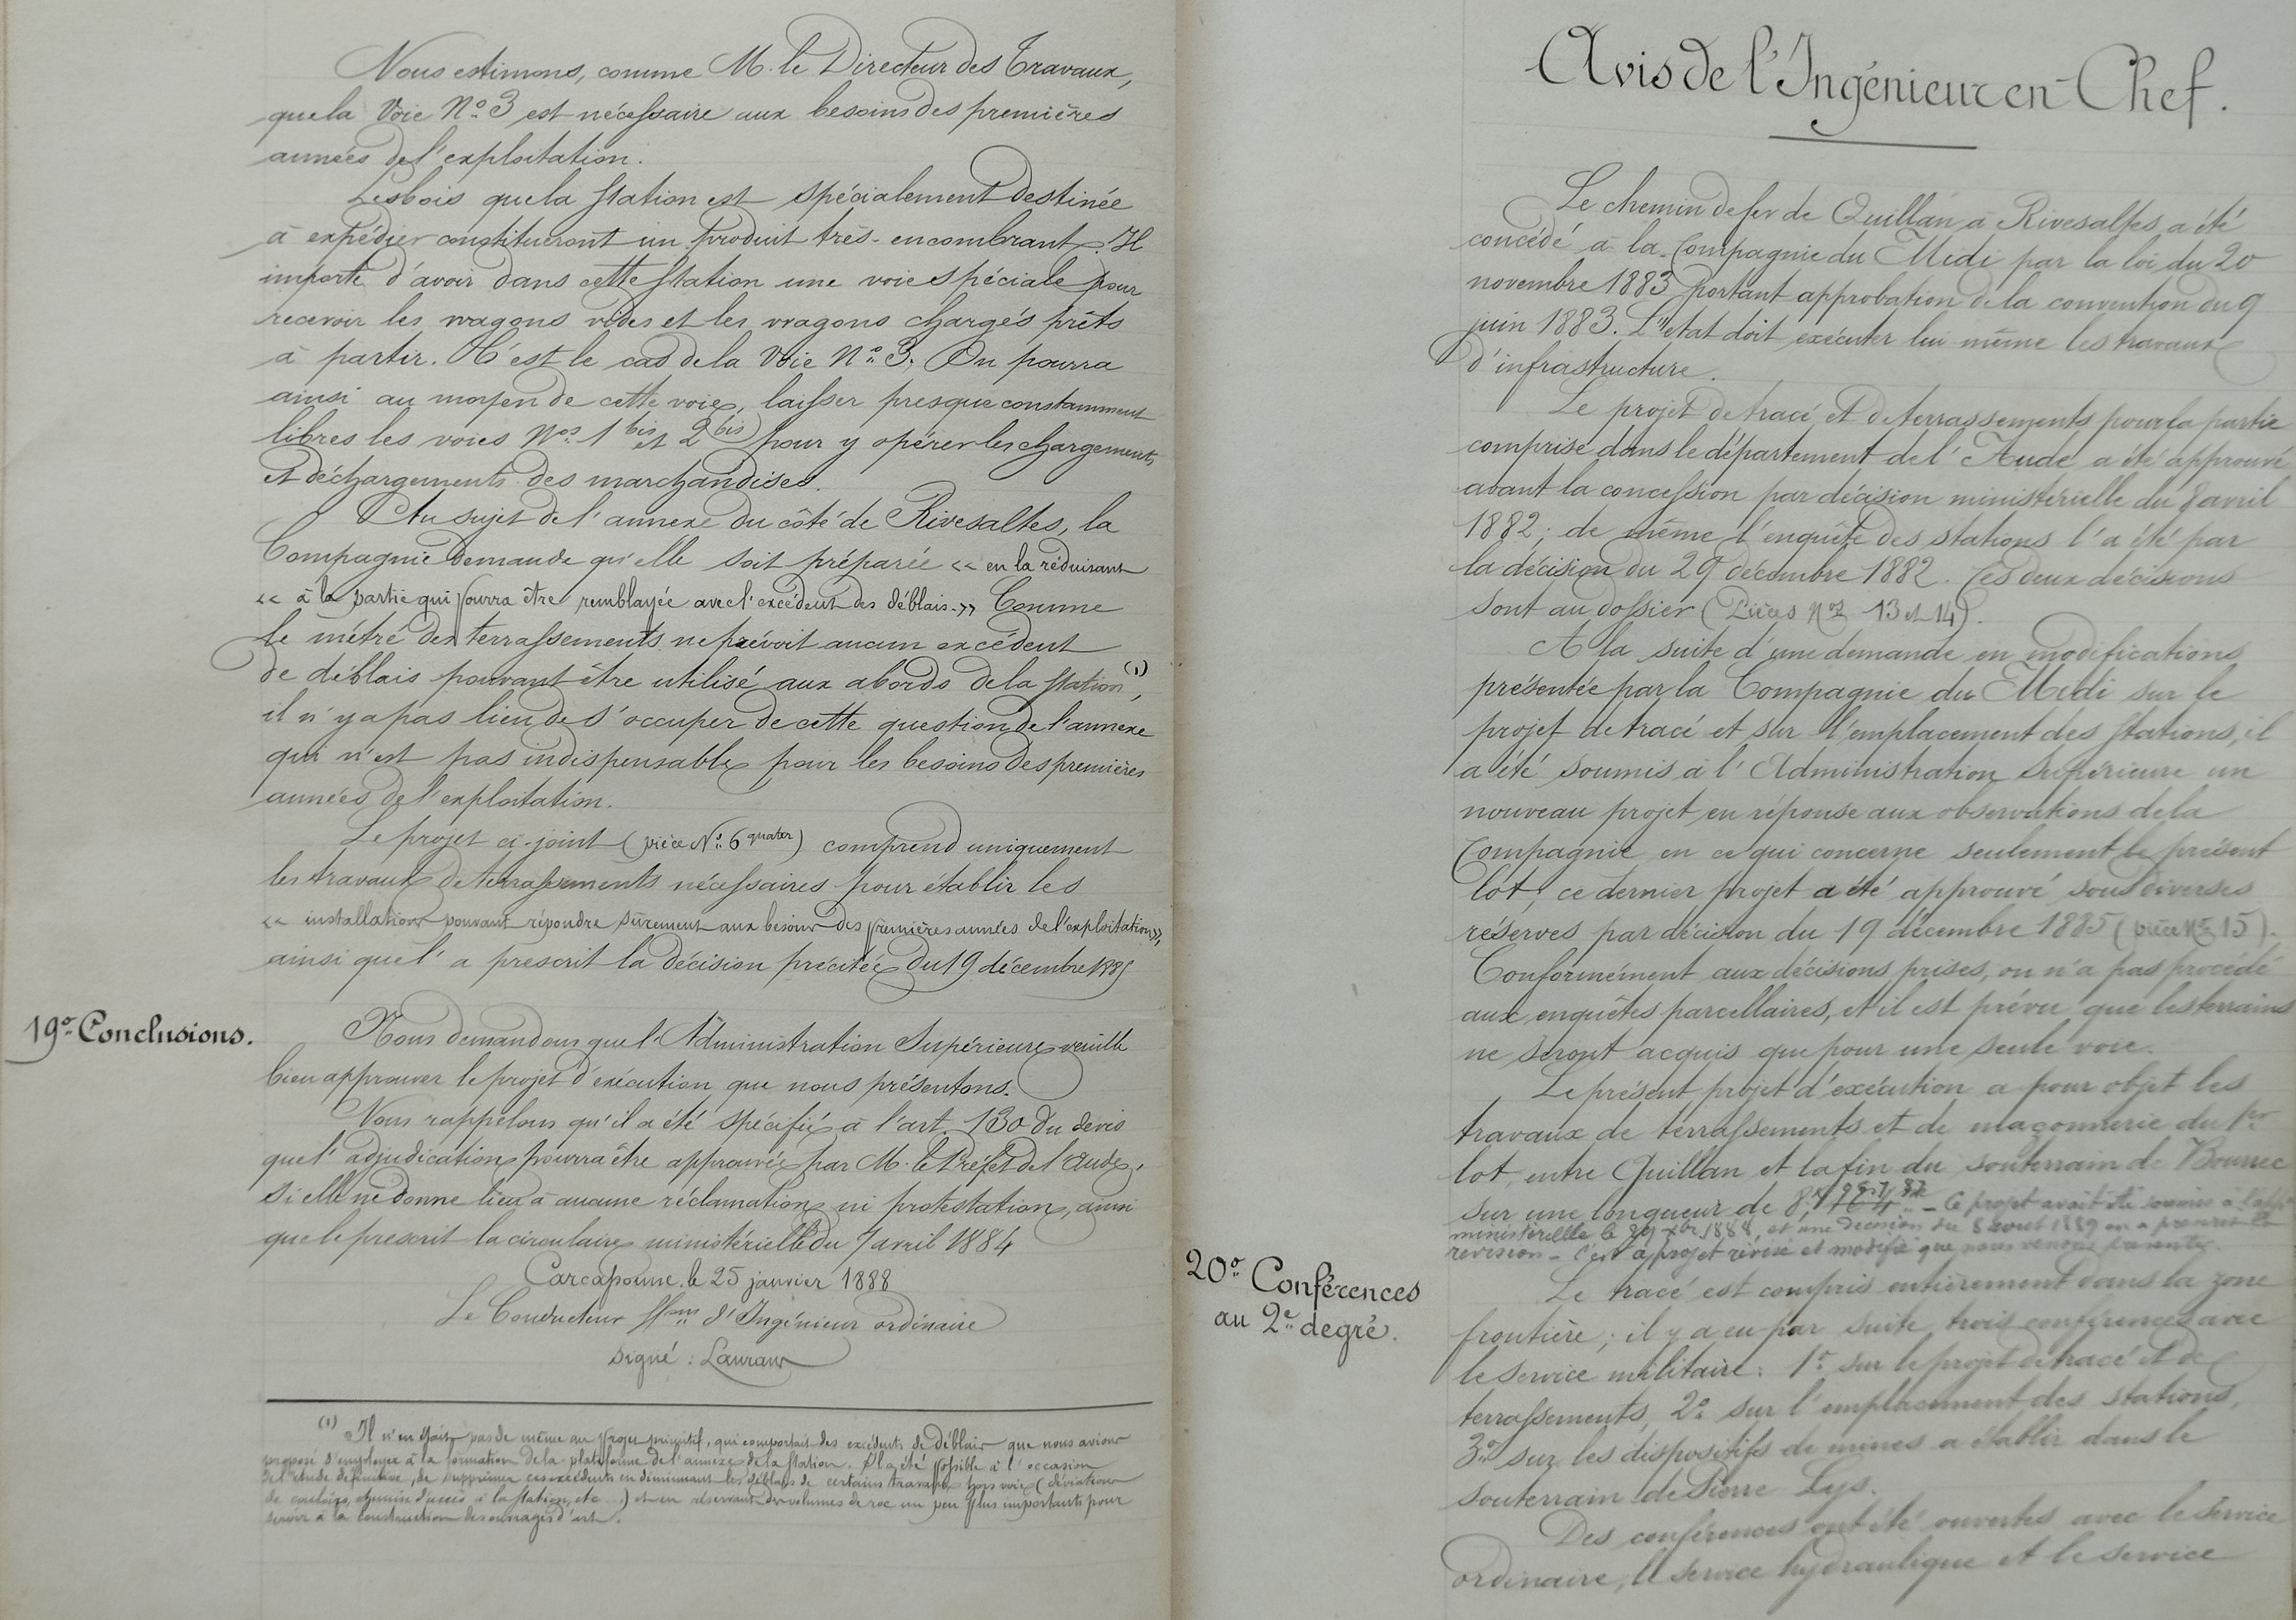 Nous estimons, comme M. le Directeur des Travaux,
que la Voie N° 3 est nécessaire aux besoins des premières
années de l'exploitation.
Les bois que la station est spécialement destinée
à expédier constitueront un produit très-encombrant. Il
importe d'avoir dans cette station une voie spéciale pour
recevoir les wagons vides et les wagons chargés prêts
à partir. C'est le cas de la Voie N° 3. On pourra
ainsi au moyen de cette voie, laisser presque constamment
libres les voies Nos 1 bis et 2 bis pour y opérer les chargements
et déchargements des marchandises.
Au sujet de l'annexe du côté de Rivesaltes, la
Compagnie demande qu'elle soit préparée « en la réduisant
« à la partie qui pourra être remblayée avec l'excédent des déblais. » Comme
le métré des terrassements ne prévoit aucun excédent
de déblais pouvant être utilisé aux abords de la station (1),
il n'y a pas lieu de s'occuper de cette question de l'annexe
qui n'est pas indispensable pour les besoins des premières
années de l'exploitation.
Le projet ci-joint (pièce N° 6 quater) comprend uniquement
les travaux de terrassements nécessaires pour établir les
« installations pouvant répondre sûrement aux besoins des premières années de l'exploitation »,
ainsi que l'a prescrit la décision précitée du 19 décembre 1885
19° Conclusions.
Nous demandons que l'Administration Supérieure veuille
bien approuver le projet d'exécution que nous présentons.
Nous rappelons qu'il a été spécifié à l'art. 130 du devis
que l'adjudication pourra être approuvée par M. le Préfet de l'Aude,
si elle ne donne lieu à aucune réclamation ni protestation, ainsi
que le prescrit la circulaire ministérielle du 7 avril 1884
Carcassonne, le 25 janvier 1888
Le Conducteur ffons d'Ingénieur ordinaire
signé : Lauraur
(1) Il n'en était pas de même au projet primitif, qui comportait des excédents de déblais que nous avions
proposé d'employer à la formation de la plateforme de l'annexe de la station. Il a été possible à l'occasion
de l'étude définitive, de supprimer ces excédents en diminuant les déblais de certains travaux hors voie (déviations
de couloirs, chemin d'accès à la station, etc ...) et en réservant des volumes de roc un peu plus importants pour
servir à la construction des ouvrages d'art.
Avis de l'Ingénieur en Chef.
Le chemin de fer de Quillan à Rivesaltes a été
concédé à la Compagnie du Midi par la loi du 20
novembre 1883 portant approbation de la convention du 9
juin 1883. L'état doit exécuter lui même les travaux
d'infrastructure.
Le projet de tracé et de terrassements pour la partie
comprise dans le département de l'Aude a été approuvé
avant la concession par décision ministérielle du 8 avril
1882 ; de même l'enquête des stations l'a été par
la décision du 29 décembre 1882. Ces deux décisions
sont au dossier (Pièces Nos 13 et 14).
A la suite d'une demande en modifications
présentée par la Compagnie du Midi sur le
projet de tracé et sur l'emplacement des stations, il
a été soumis à l'Administration Supérieure un
nouveau projet en réponse aux observations de la
Compagnie en ce qui concerne seulement le présent
lot ; ce dernier projet a été approuvé sous diverses
réserves par décision du 19 décembre 1885 (pièce N° 15).
Conformément aux décisions prises, on n'a pas procédé
aux enquêtes parcellaires, et il est prévu que les terrains
ne seront acquis que pour une seule voie.
Le présent projet d'exécution a pour objet les
travaux de terrassements et de maçonnerie du 1er
lot, entre Quillan et la fin du souterrain de Bourrec
sur une longueur de – Ce projet avait été soumis à l'app
ministérielle le 29 Xbre 1888, et une décision du 8 août 1889 en a prescrit la
revision – C'est ce projet révisé et modifié que nous venons présenter.
20° Conférences
au 2e degré.
Le tracé est compris entièrement dans la zone
frontière ; il y a eu par suite trois conférences avec
le service militaire : 1° sur le projet de tracé et de
terrassements, 2° sur l'emplacement des stations,
3° sur les dispositifs de mines à établir dans le
souterrain de Pierre Lys.
Des conférences ont été ouvertes avec le service
ordinaire, le service hydraulique et le service